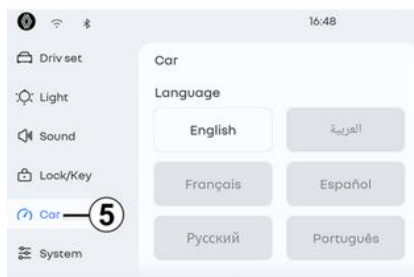 16:48
Driv set
Light
Sound
Lock/Key
Car
5
System
Car
Language
English
العربية
Français
Español
Русский
Português